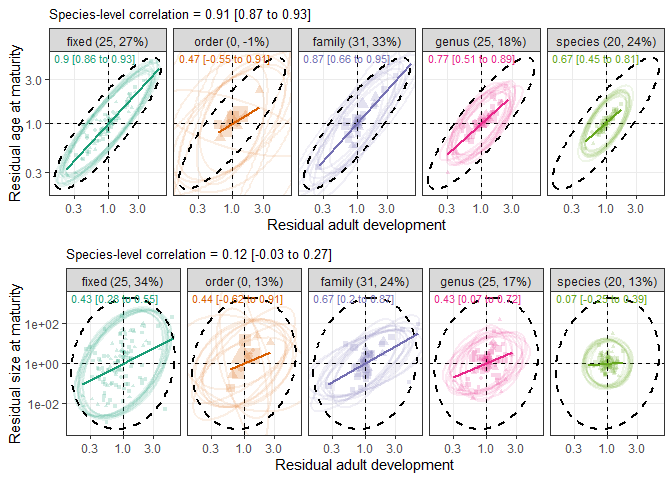 Species-level correlation = 0.91 [0.87 to 0.93]
fixed (25, 27%) order (0, -1%) family (31, 33%) genus (25, 18%) species (20, 24%)
0.9 [0.86 to 0.93] 0.47 [-0.55 to 0.91] 0.87 [0.66 to 0.95] 0.77 [0.51 to 0.89] 0.67 [0.45 to 0.81]
Residual age at maturity
3.0
1.0
0.3
0.3 1.0 3.0 0.3 1.0 3.0 0.3 1.0 3.0 0.3 1.0 3.0 0.3 1.0 3.0
Residual adult development
Species-level correlation = 0.12 [-0.03 to 0.27]
fixed (25, 34%) order (0, 13%) family (31, 24%) genus (25, 17%) species (20, 13%)
0.43 [0.28 to 0.55] 0.44 [-0.62 to 0.91] 0.67 [0.2 to 0.87] 0.43 [0.07 to 0.72] 0.07 [-0.25 to 0.39]
Residual size at maturity
1e+02
1e+00
1e-02
0.3 1.0 3.0 0.3 1.0 3.0 0.3 1.0 3.0 0.3 1.0 3.0 0.3 1.0 3.0
Residual adult development